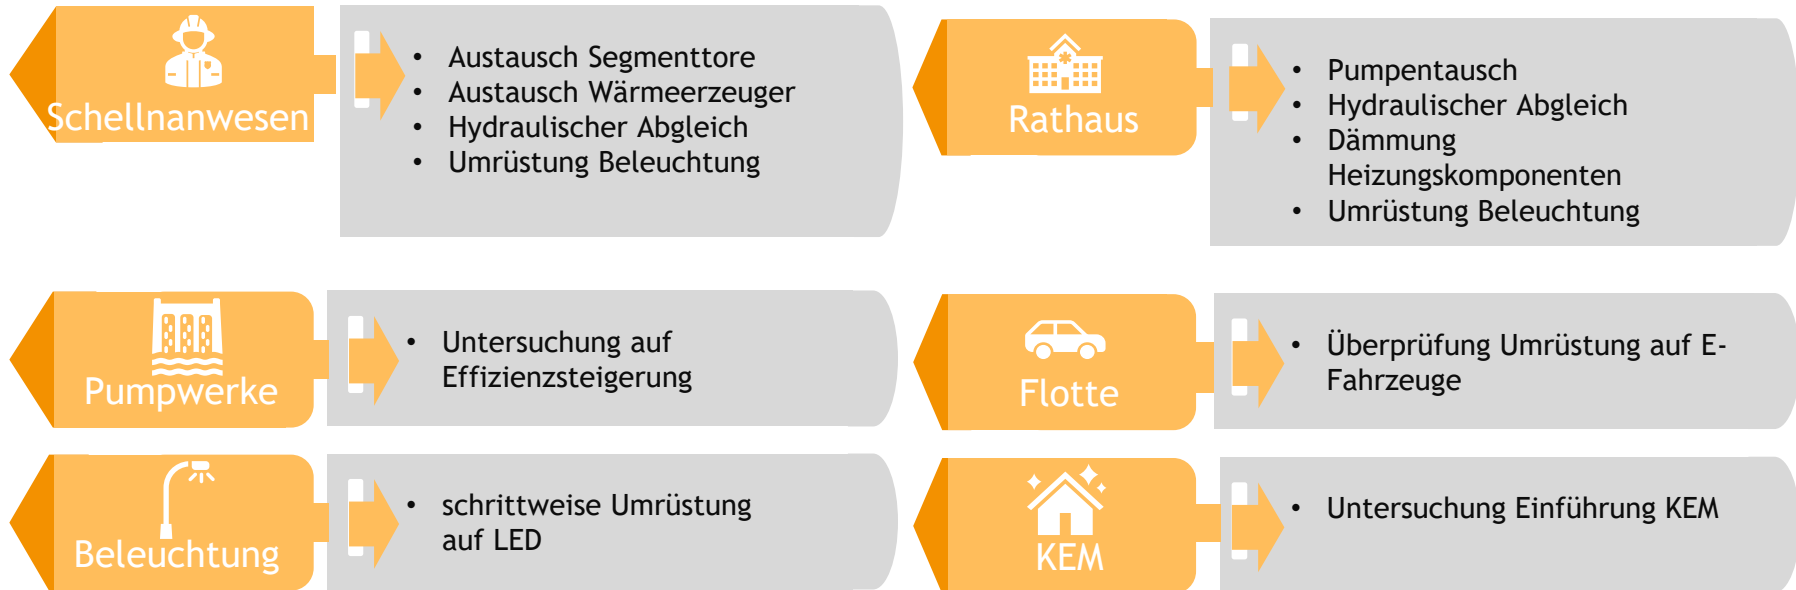 Schellnanwesen
• Austausch Segmenttore
• Austausch Wärmeerzeuger
• Hydraulischer Abgleich
• Umrüstung Beleuchtung
Rathaus
• Pumpentausch
• Hydraulischer Abgleich
• Dämmung
Heizungskomponenten
• Umrüstung Beleuchtung
Pumpwerke
• Untersuchung auf
Effizienzsteigerung
Flotte
• Überprüfung Umrüstung auf E-
Fahrzeuge
Beleuchtung
• schrittweise Umrüstung
auf LED
KEM
• Untersuchung Einführung KEM